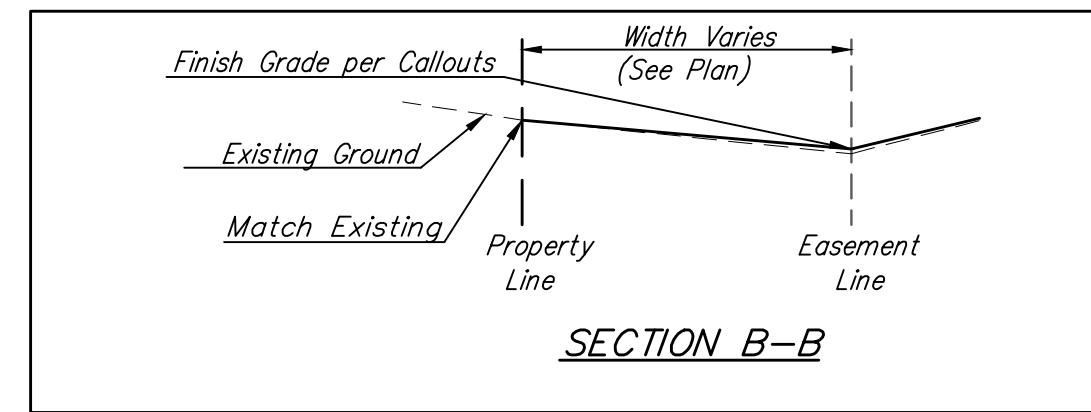 Width Varies
(See Plan)
Finish Grade per Callouts
Existing Ground
Match Existing
Property
Line
Easement
Line
SECTION B-B